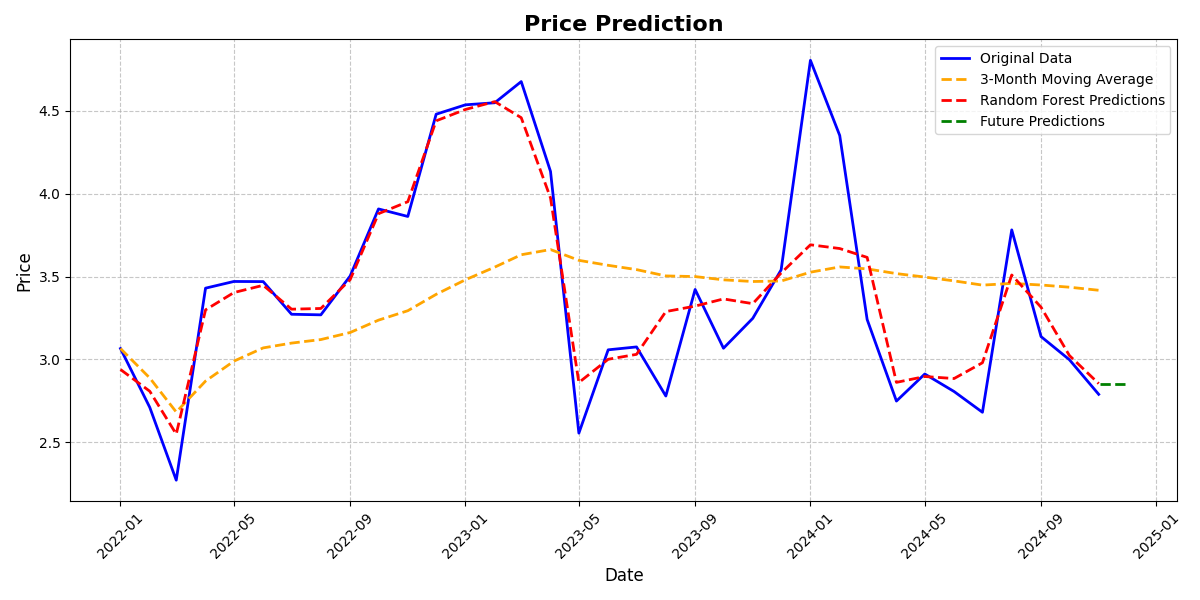 Price Prediction
Original Data
3-Month Moving Average
Random Forest Predictions
Future Predictions
Price
4.5
4.0
3.5
3.0
2.5
2022-01
2022-05
2022-09
2023-01
2023-05
2023-09
2024-01
2024-05
2024-09
2025-01
Date